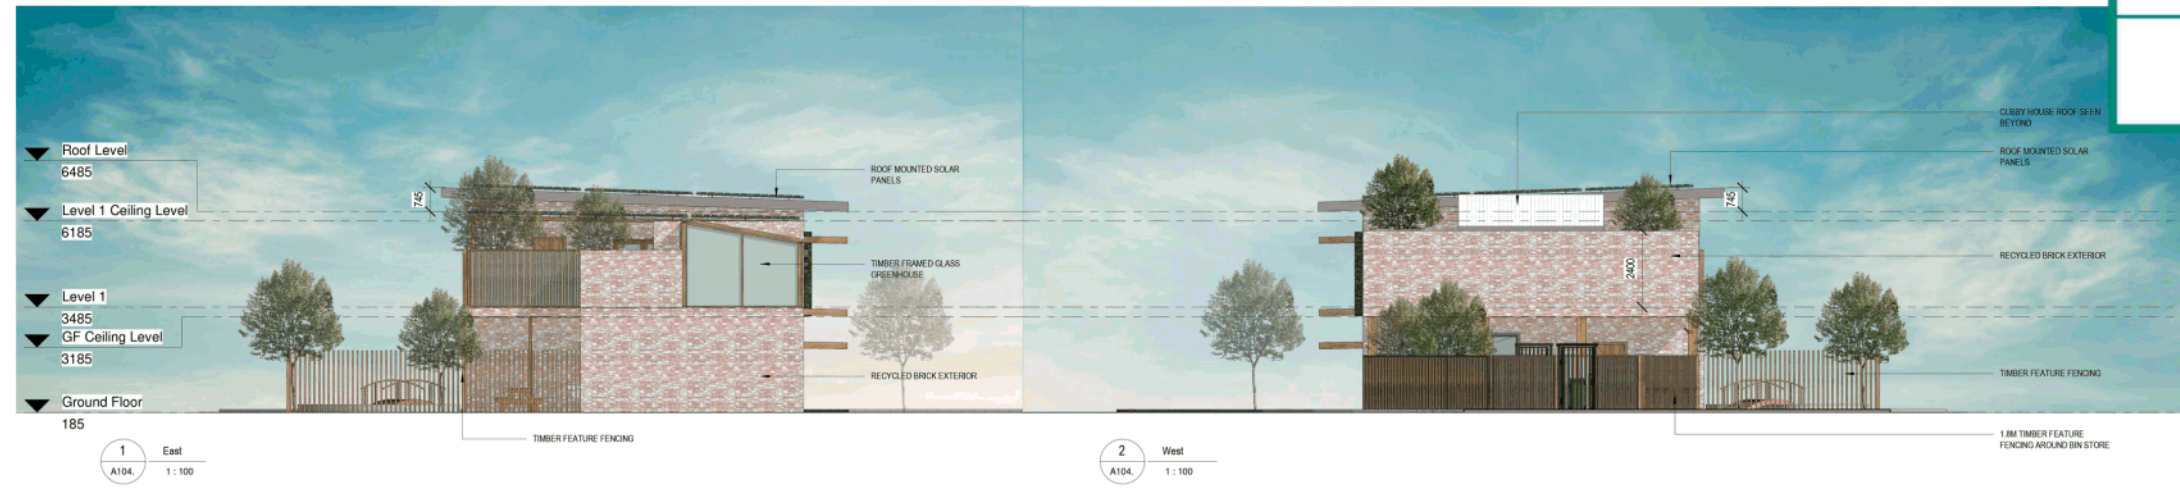 Roof Level
6485
Level 1 Ceiling Level
6185
Level 1
3485
GF Ceiling Level
3185
Ground Floor
185
745
ROOF MOUNTED SOLAR
PANELS
TIMBER FRAMED GLASS
GREENHOUSE
RECYCLED BRICK EXTERIOR
TIMBER FEATURE FENCING
1
A104.
East
1 : 100
CUBBY HOUSE ROOF SEEN
BEYOND
ROOF MOUNTED SOLAR
PANELS
745
2400
RECYCLED BRICK EXTERIOR
TIMBER FEATURE FENCING
1.8M TIMBER FEATURE
FENCING AROUND BIN STORE
2
A104.
West
1 : 100